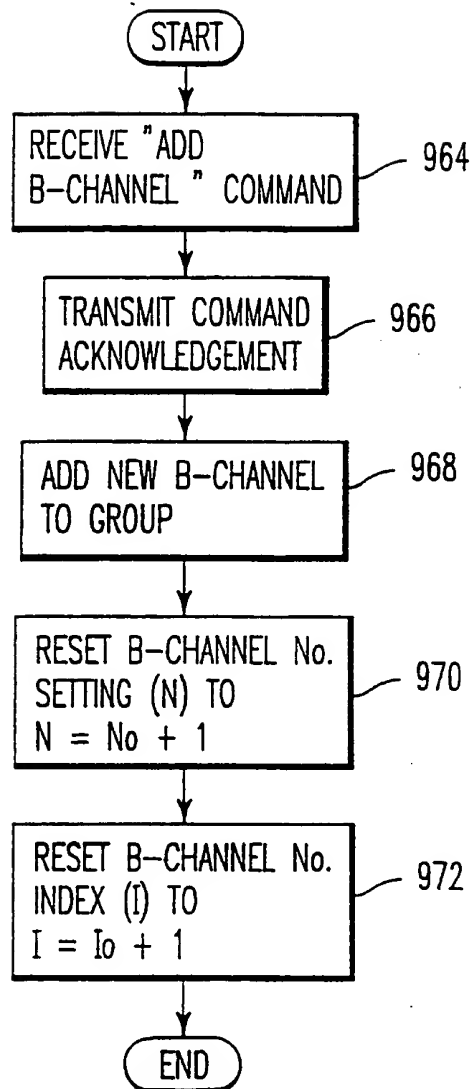 START
RECEIVE "ADD
B-CHANNEL" COMMAND
964
TRANSMIT COMMAND
ACKNOWLEDGEMENT
966
ADD NEW B-CHANNEL
TO GROUP
968
RESET B-CHANNEL No.
SETTING (N) TO
N = No + 1
970
RESET B-CHANNEL No.
INDEX (I) TO
I = Io + 1
972
END